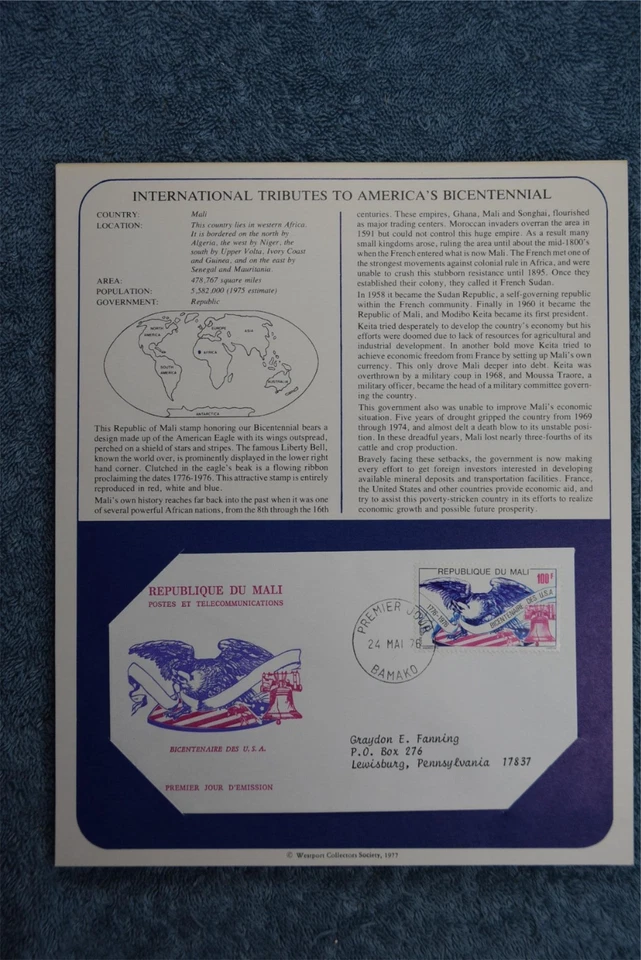 INTERNATIONAL TRIBUTES TO AMERICA'S BICENTENNIAL
COUNTRY: Mali
LOCATION: This country lies in western Africa.
It is bordered on the north by
Algeria, the west by Niger, the
south by Upper Volta, Ivory Coast
and Guinea, and on the east by
Senegal and Mauritania.
AREA: 478,767 square miles
POPULATION: 5,582,000 (1975 estimate)
GOVERNMENT: Republic
NORTH
AMERICA
EUROPE
ASIA
AFRICA
SOUTH
AMERICA
AUSTRALIA
ANTARCTICA
This Republic of Mali stamp honoring our Bicentennial bears a
design made up of the American Eagle with its wings outspread,
perched on a shield of stars and stripes. The famous Liberty Bell,
known the world over, is prominently displayed in the lower right
hand corner. Clutched in the eagle's beak is a flowing ribbon
proclaiming the dates 1776-1976. This attractive stamp is entirely
reproduced in red, white and blue.
Mali's own history reaches far back into the past when it was one
of several powerful African nations, from the 8th through the 16th
centuries. These empires, Ghana, Mali and Songhai, flourished
as major trading centers. Moroccan invaders overran the area in
1591 but could not control this huge empire. As a result many
small kingdoms arose, ruling the area until about the mid-1800's
when the French entered what is now Mali. The French met one of
the strongest movements against colonial rule in Africa, and were
unable to crush this stubborn resistance until 1895. Once they
established their colony, they called it French Sudan.
In 1958 it became the Sudan Republic, a self-governing republic
within the French community. Finally in 1960 it became the
Republic of Mali, and Modibo Keita became its first president.
Keita tried desperately to develop the country's economy but his
efforts were doomed due to lack of resources for agricultural and
industrial development. In another bold move Keita tried to
achieve economic freedom from France by setting up Mali's own
currency. This only drove Mali deeper into debt. Keita was
overthrown by a military coup in 1968, and Moussa Traore, a
military officer, became the head of a military committee govern-
ing the country.
This government also was unable to improve Mali's economic
situation. Five years of drought gripped the country from 1969
through 1974, and almost delt a death blow to its unstable posi-
tion. In these dreadful years, Mali lost nearly three-fourths of its
cattle and crop production.
Bravely facing these setbacks, the government is now making
every effort to get foreign investors interested in developing
available mineral deposits and transportation facilities. France,
the United States and other countries provide economic aid, and
try to assist this poverty-stricken country in its efforts to realize
economic growth and possible future prosperity.
REPUBLIQUE DU MALI
POSTES ET TELECOMMUNICATIONS
BICENTENAIRE DES U.S.A.
PREMIER JOUR D'EMISSION
PREMIER JOUR
24 MAI 76
BAMAKO
REPUBLIQUE DU MALI
100F
1776-1976
BICENTENAIRE DES U.S.A
Graydon E. Fanning
P.O. Box 276
Lewisburg, Pennsylvania 17837
© Westport Collectors Society, 1977